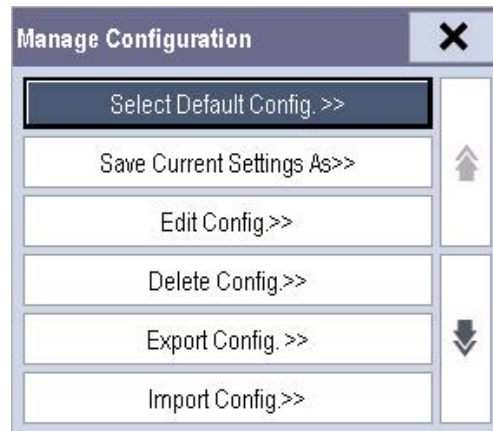 Manage Configuration
Select Default Config. >>
Save Current Settings As>>
Edit Config.>>
Delete Config.>>
Export Config. >>
Import Config.>>